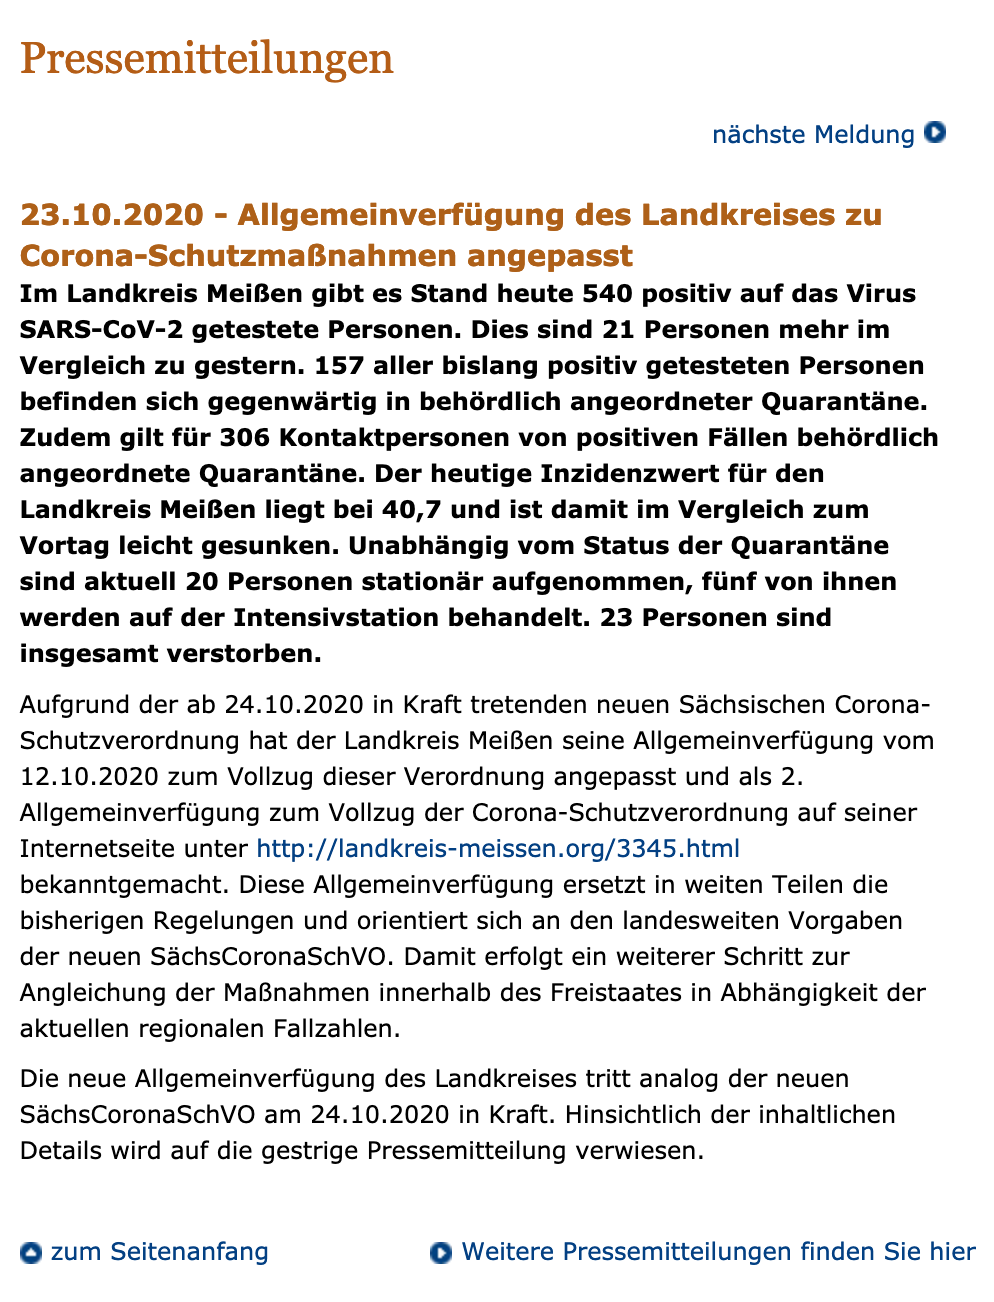 Pressemitteilungen
nächste Meldung
23.10.2020 - Allgemeinverfügung des Landkreises zu
Corona-Schutzmaßnahmen angepasst
Im Landkreis Meißen gibt es Stand heute 540 positiv auf das Virus
SARS-CoV-2 getestete Personen. Dies sind 21 Personen mehr im
Vergleich zu gestern. 157 aller bislang positiv getesteten Personen
befinden sich gegenwärtig in behördlich angeordneter Quarantäne.
Zudem gilt für 306 Kontaktpersonen von positiven Fällen behördlich
angeordnete Quarantäne. Der heutige Inzidenzwert für den
Landkreis Meißen liegt bei 40,7 und ist damit im Vergleich zum
Vortag leicht gesunken. Unabhängig vom Status der Quarantäne
sind aktuell 20 Personen stationär aufgenommen, fünf von ihnen
werden auf der Intensivstation behandelt. 23 Personen sind
insgesamt verstorben.
Aufgrund der ab 24.10.2020 in Kraft tretenden neuen Sächsischen Corona-
Schutzverordnung hat der Landkreis Meißen seine Allgemeinverfügung vom
12.10.2020 zum Vollzug dieser Verordnung angepasst und als 2.
Allgemeinverfügung zum Vollzug der Corona-Schutzverordnung auf seiner
Internetseite unter http://landkreis-meissen.org/3345.html
bekanntgemacht. Diese Allgemeinverfügung ersetzt in weiten Teilen die
bisherigen Regelungen und orientiert sich an den landesweiten Vorgaben
der neuen SächsCoronaSchVO. Damit erfolgt ein weiterer Schritt zur
Angleichung der Maßnahmen innerhalb des Freistaates in Abhängigkeit der
aktuellen regionalen Fallzahlen.
Die neue Allgemeinverfügung des Landkreises tritt analog der neuen
SächsCoronaSchVO am 24.10.2020 in Kraft. Hinsichtlich der inhaltlichen
Details wird auf die gestrige Pressemitteilung verwiesen.
zum Seitenanfang Weitere Pressemitteilungen finden Sie hier